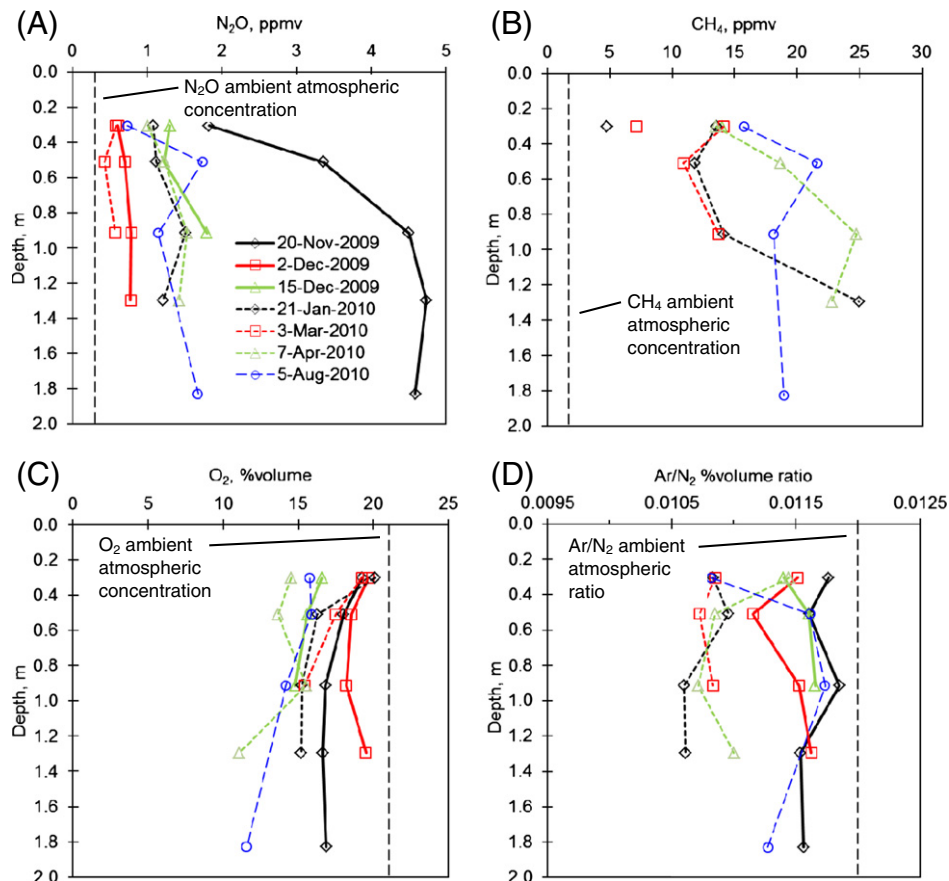 (A) N₂O, ppmv
0 1 2 3 4 5
0.0
0.3
0.6
0.9
1.0
1.2
1.4
1.6
1.8
2.0
Depth, m
N₂O ambient atmospheric
concentration
20-Nov-2009
2-Dec-2009
15-Dec-2009
21-Jan-2010
3-Mar-2010
7-Apr-2010
5-Aug-2010
(B) CH₄, ppmv
0 5 10 15 20 25 30
0.0
0.2
0.4
0.6
0.8
1.0
1.2
1.4
1.6
1.8
2.0
Depth, m
CH₄ ambient
atmospheric
concentration
(C) O₂, %volume
0 5 10 15 20 25
0.0
0.2
0.4
0.6
0.8
1.0
1.2
1.4
1.6
1.8
2.0
Depth, m
O₂ ambient
atmospheric
concentration
(D) Ar/N₂ %volume ratio
0.0095 0.0105 0.0115 0.0125
0.0
0.2
0.4
0.6
0.8
1.0
1.2
1.4
1.6
1.8
2.0
Depth, m
Ar/N₂ ambient
atmospheric
ratio